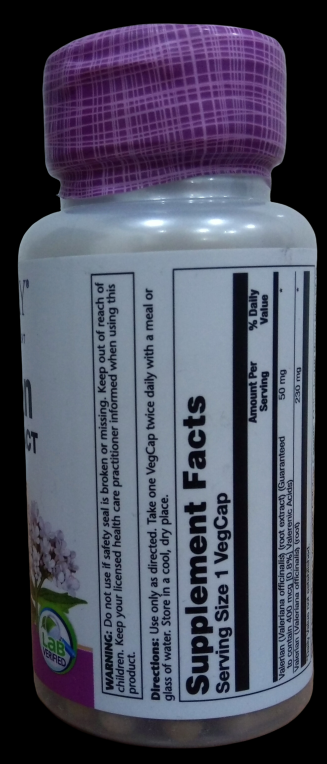 CT
LaB
VERIFIED
WARNING: Do not use if safety seal is broken or missing. Keep out of reach of
children. Keep your licensed health care practitioner informed when using this
product.
Directions: Use only as directed. Take one VegCap twice daily with a meal or
glass of water. Store in a cool, dry place.
Supplement Facts
Serving Size 1 VegCap
Amount Per
Serving
% Daily
Value
Valerian (Valeriana officinalis) (root extract) (Guaranteed
to contain 400 mcg [0.8%] Valerenic Acids) 50 mg *
Valerian (Valeriana officinalis) (root) 230 mg *